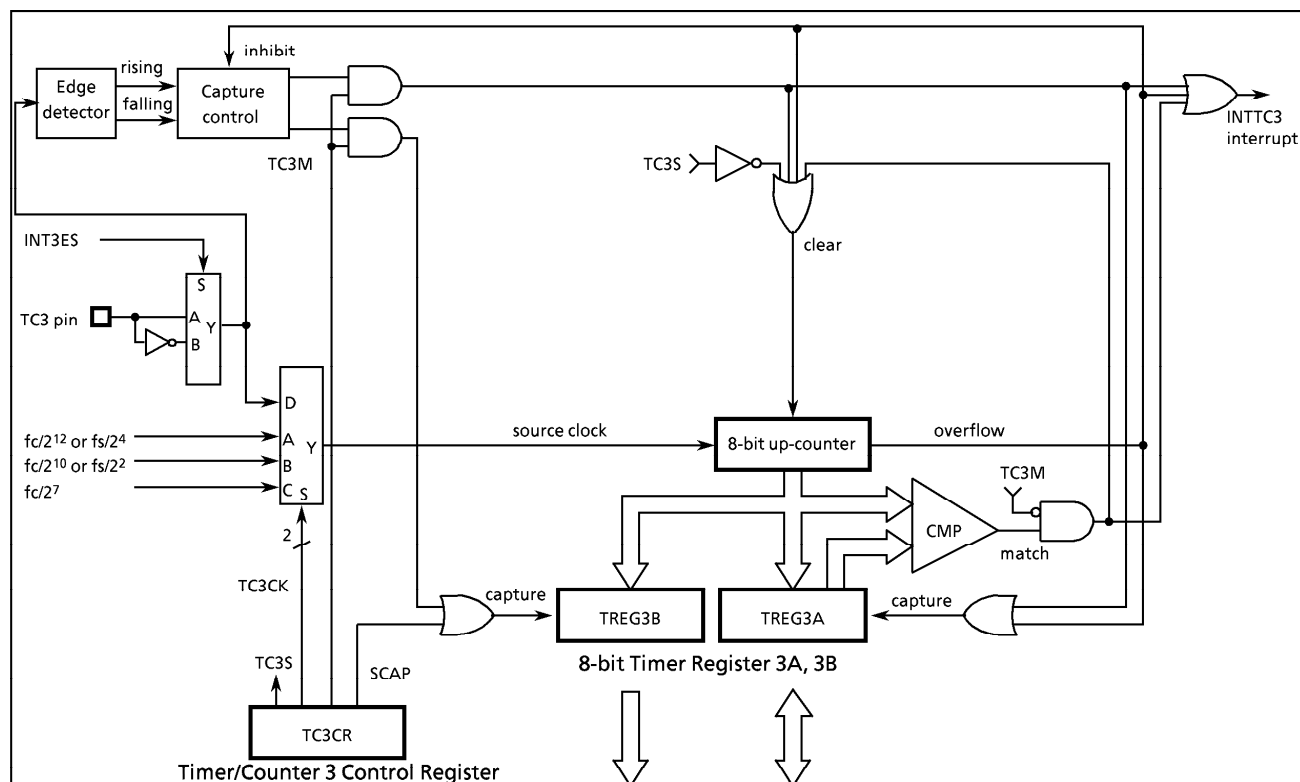 inhibit
rising
Edge
detector
falling
Capture
control
INTTC3
interrupt
TC3M
TC3S
clear
INT3ES
S
TC3 pin
A
Y
B
D
fc/2¹² or fs/2⁴
A
Y
source clock
8-bit up-counter
overflow
fc/2¹⁰ or fs/2²
B
fc/2⁷
C
S
TC3M
2
CMP
match
TC3CK
capture
TREG3B
TREG3A
capture
8-bit Timer Register 3A, 3B
TC3S
SCAP
TC3CR
Timer/Counter 3 Control Register